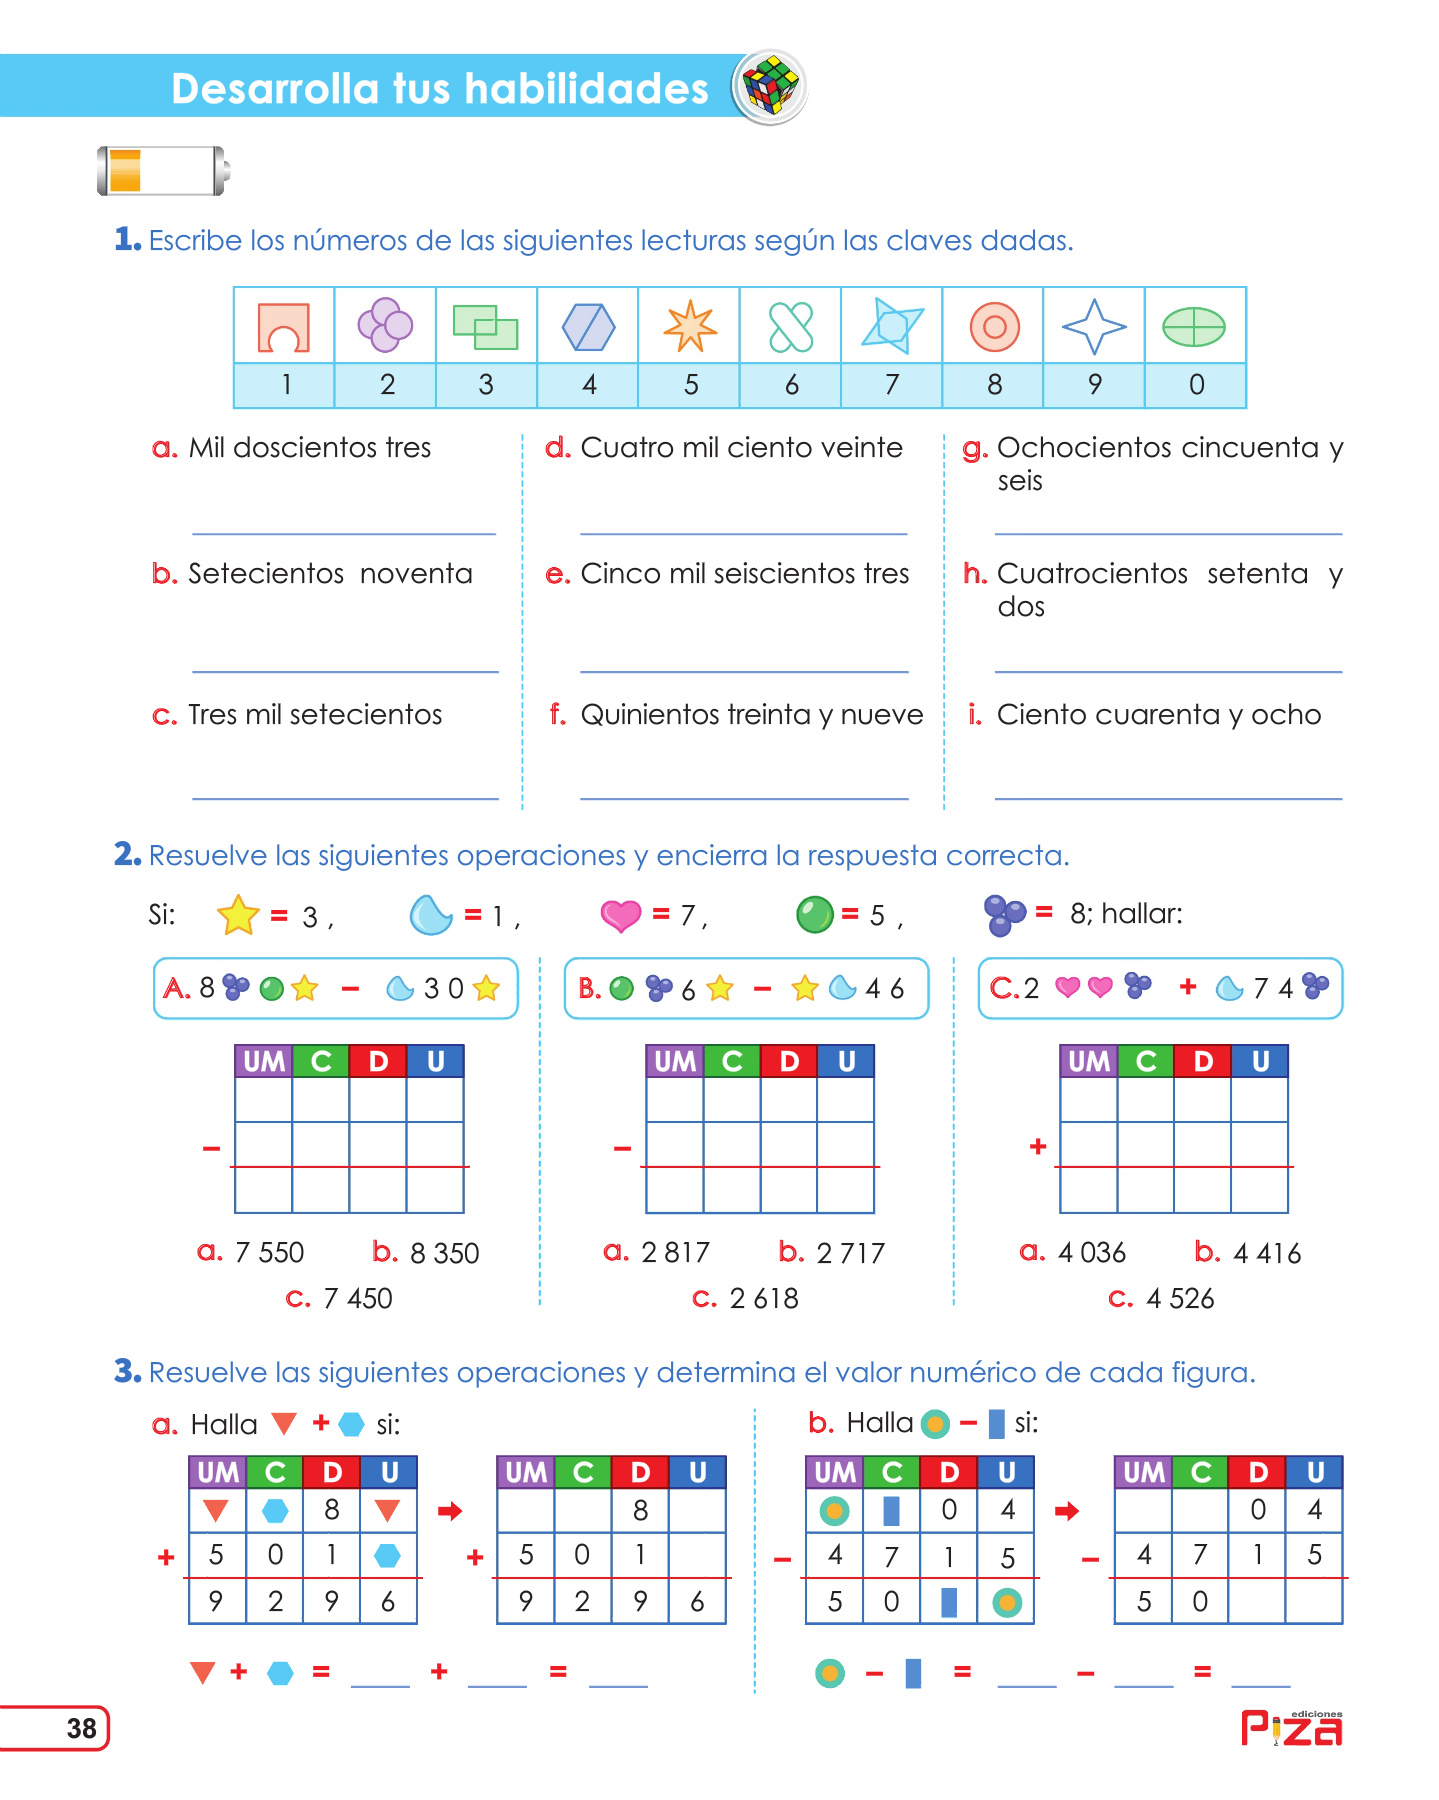 Desarrolla tus habilidades
1. Escribe los números de las siguientes lecturas según las claves dadas.
1 2 3 4 5 6 7 8 9 0
a. Mil doscientos tres
b. Setecientos noventa
c. Tres mil setecientos
d. Cuatro mil ciento veinte
e. Cinco mil seiscientos tres
f. Quinientos treinta y nueve
g. Ochocientos cincuenta y
seis
h. Cuatrocientos setenta y
dos
i. Ciento cuarenta y ocho
2. Resuelve las siguientes operaciones y encierra la respuesta correcta.
Si: = 3 , = 1 , = 7 , = 5 , = 8; hallar:
A. 8 – 3 0
UM C D U
–
a. 7 550 b. 8 350
c. 7 450
B. 6 – 4 6
UM C D U
–
a. 2 817 b. 2 717
c. 2 618
C. 2 + 7 4
UM C D U
+
a. 4 036 b. 4 416
c. 4 526
3. Resuelve las siguientes operaciones y determina el valor numérico de cada figura.
a. Halla + si:
UM C D U
8
+ 5 0 1
9 2 9 6
UM C D U
8
+ 5 0 1
9 2 9 6
+ = + =
b. Halla – si:
UM C D U
0 4
– 4 7 1 5
5 0
UM C D U
0 4
– 4 7 1 5
5 0
– = – =
38
ediciones
Piza